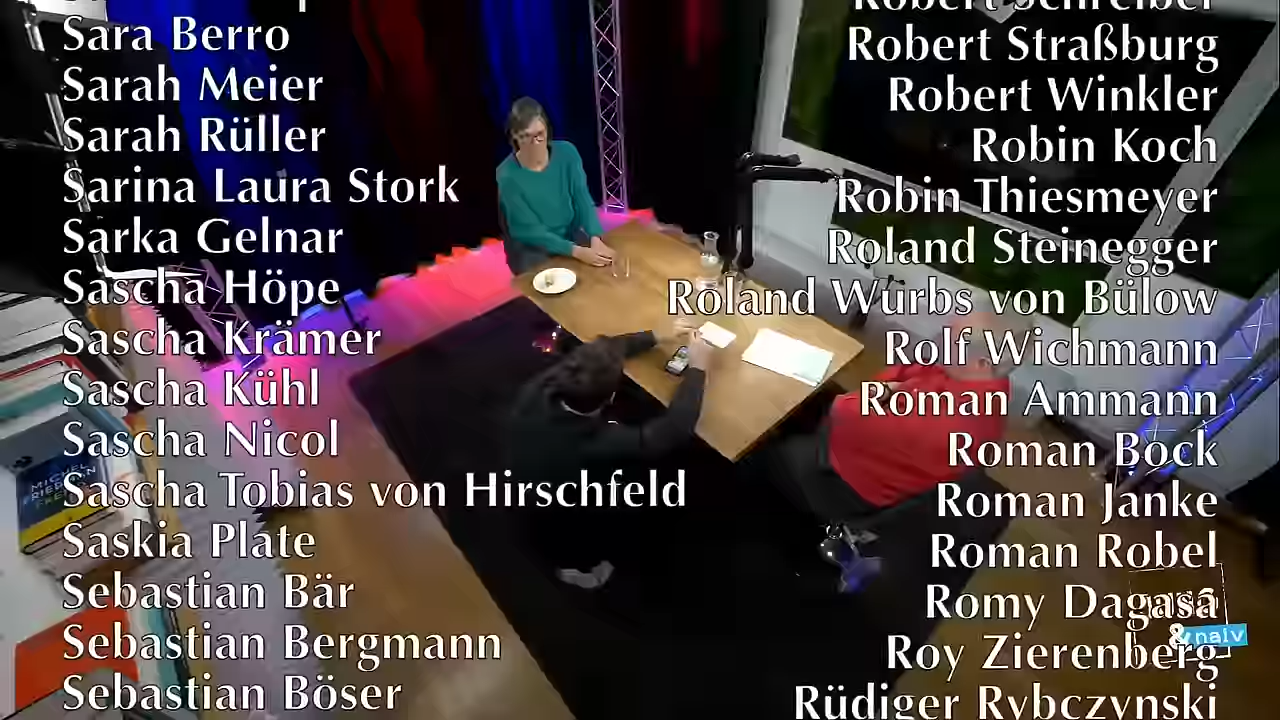 Sara Berro
Sarah Meier
Sarah Rüller
Sarina Laura Stork
Sarka Gelnar
Sascha Höpe
Sascha Krämer
Sascha Kühl
Sascha Nicol
Sascha Tobias von Hirschfeld
Saskia Plate
Sebastian Bär
Sebastian Bergmann
Sebastian Böser
Robert Schreiber
Robert Straßburg
Robert Winkler
Robin Koch
Robin Thiesmeyer
Roland Steinegger
Roland Wurbs von Bülow
Rolf Wichmann
Roman Ammann
Roman Bock
Roman Janke
Roman Robel
Romy Dagasa
Roy Zierenberg
Rüdiger Rybczynski
& naiv